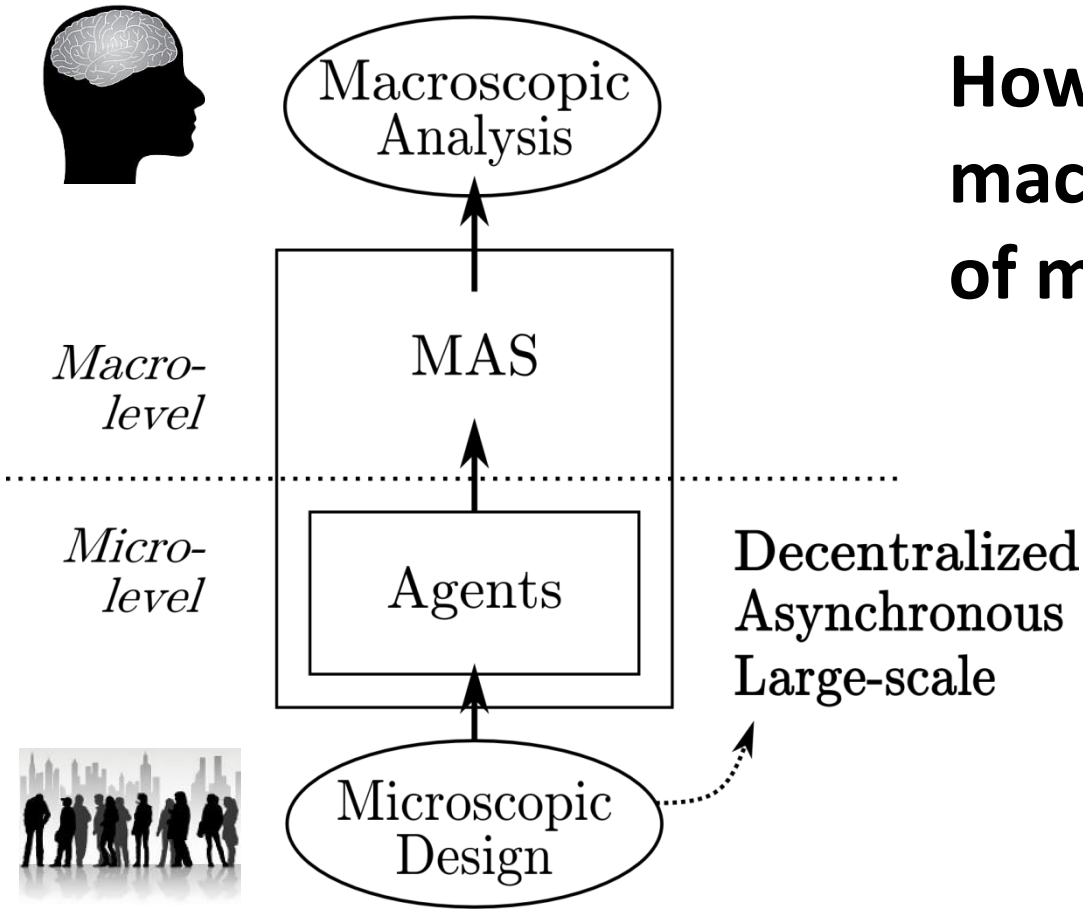 Macroscopic
Analysis
How
mac
of m
MAS
Macro-
level
Micro-
level
Agents
Decentralized
Asynchronous
Large-scale
Microscopic
Design